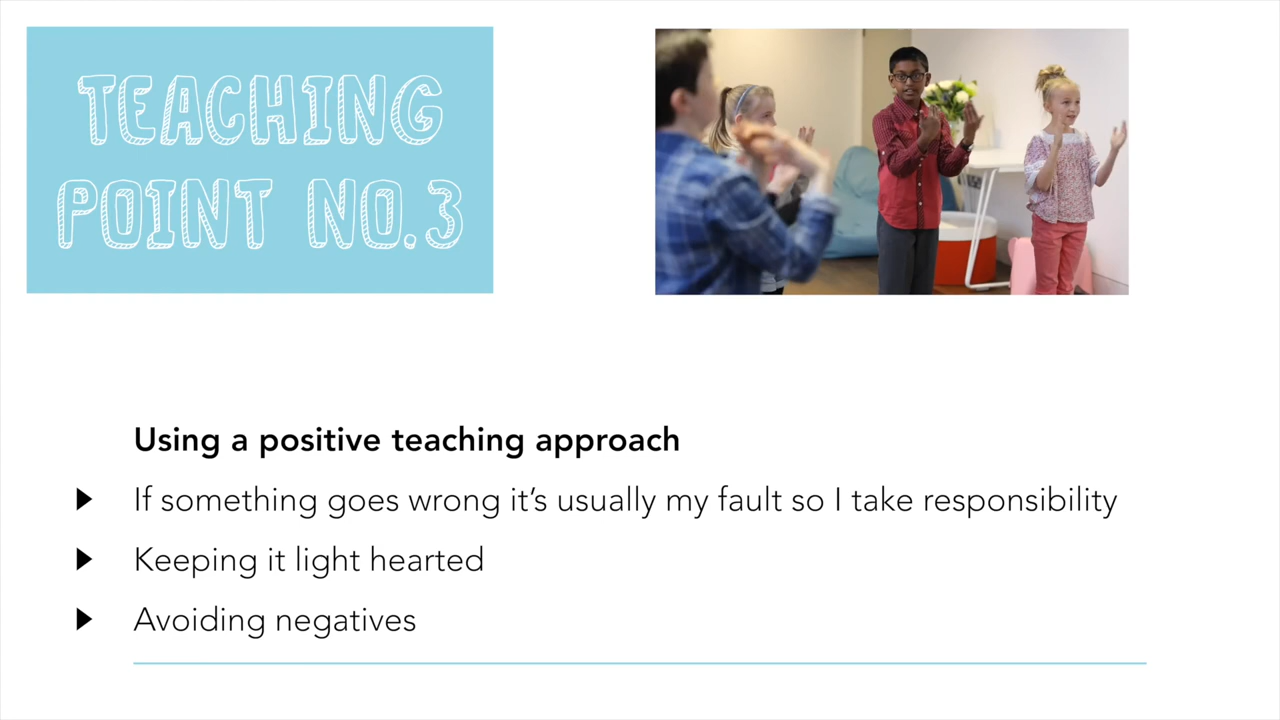 TEACHING
POINT NO.3
Using a positive teaching approach
If something goes wrong it's usually my fault so I take responsibility
Keeping it light hearted
Avoiding negatives